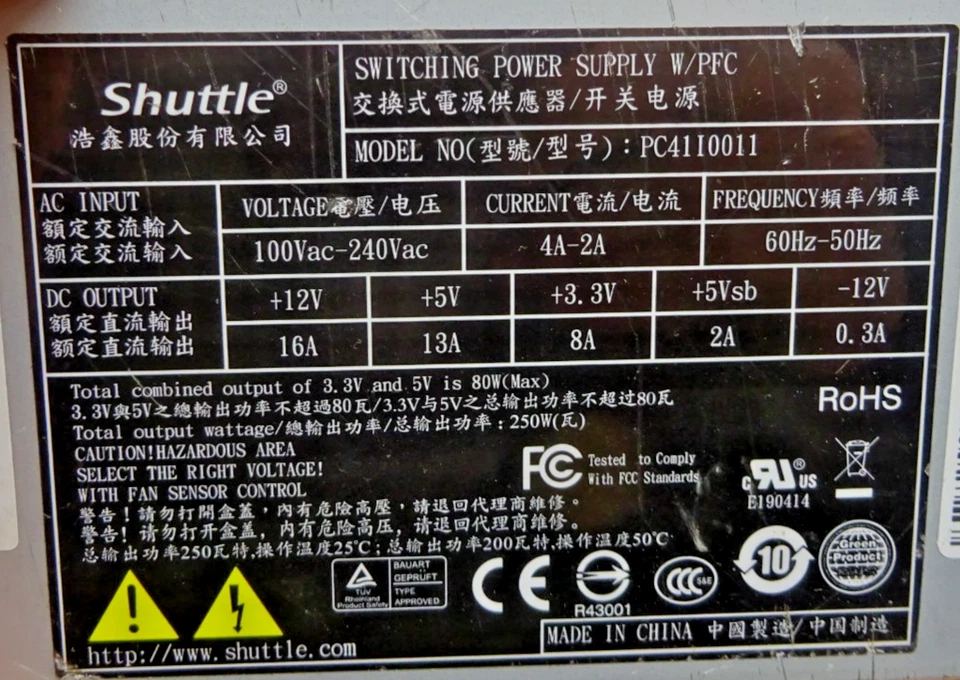 Shuttle®
浩鑫股份有限公司
SWITCHING POWER SUPPLY W/PFC
交換式電源供應器/开关电源
MODEL NO(型號/型号):PC41I0011
AC INPUT
額定交流輸入
额定交流输入
VOLTAGE電壓/电压
CURRENT電流/电流
FREQUENCY頻率/频率
100Vac-240Vac
4A-2A
60Hz-50Hz
DC OUTPUT
額定直流輸出
额定直流输出
+12V
+5V
+3.3V
+5Vsb
-12V
16A
13A
8A
2A
0.3A
Total combined output of 3.3V and 5V is 80W(Max)
3.3V與5V之總輸出功率不超過80瓦/3.3V与5V之总输出功率不超过80瓦
Total output wattage/總輸出功率/总输出功率:250W(瓦)
CAUTION!HAZARDOUS AREA
SELECT THE RIGHT VOLTAGE!
WITH FAN SENSOR CONTROL
警告!請勿打開盒蓋,內有危險高壓,請退回代理商維修。
警告!请勿打开盒盖,内有危险高压,请退回代理商维修。
总输出功率250瓦特,操作温度25℃;总输出功率200瓦特,操作温度50℃
RoHS
FCC
Tested to Comply
With FCC Standards
c RU ® US
E190414
TÜV
Rheinland
Product Safety
BAUART
GEPRÜFT
TYPE
APPROVED
CE
R43001
CCC S&E
10
Green
Product
http://www.shuttle.com
MADE IN CHINA 中國製造/中国制造